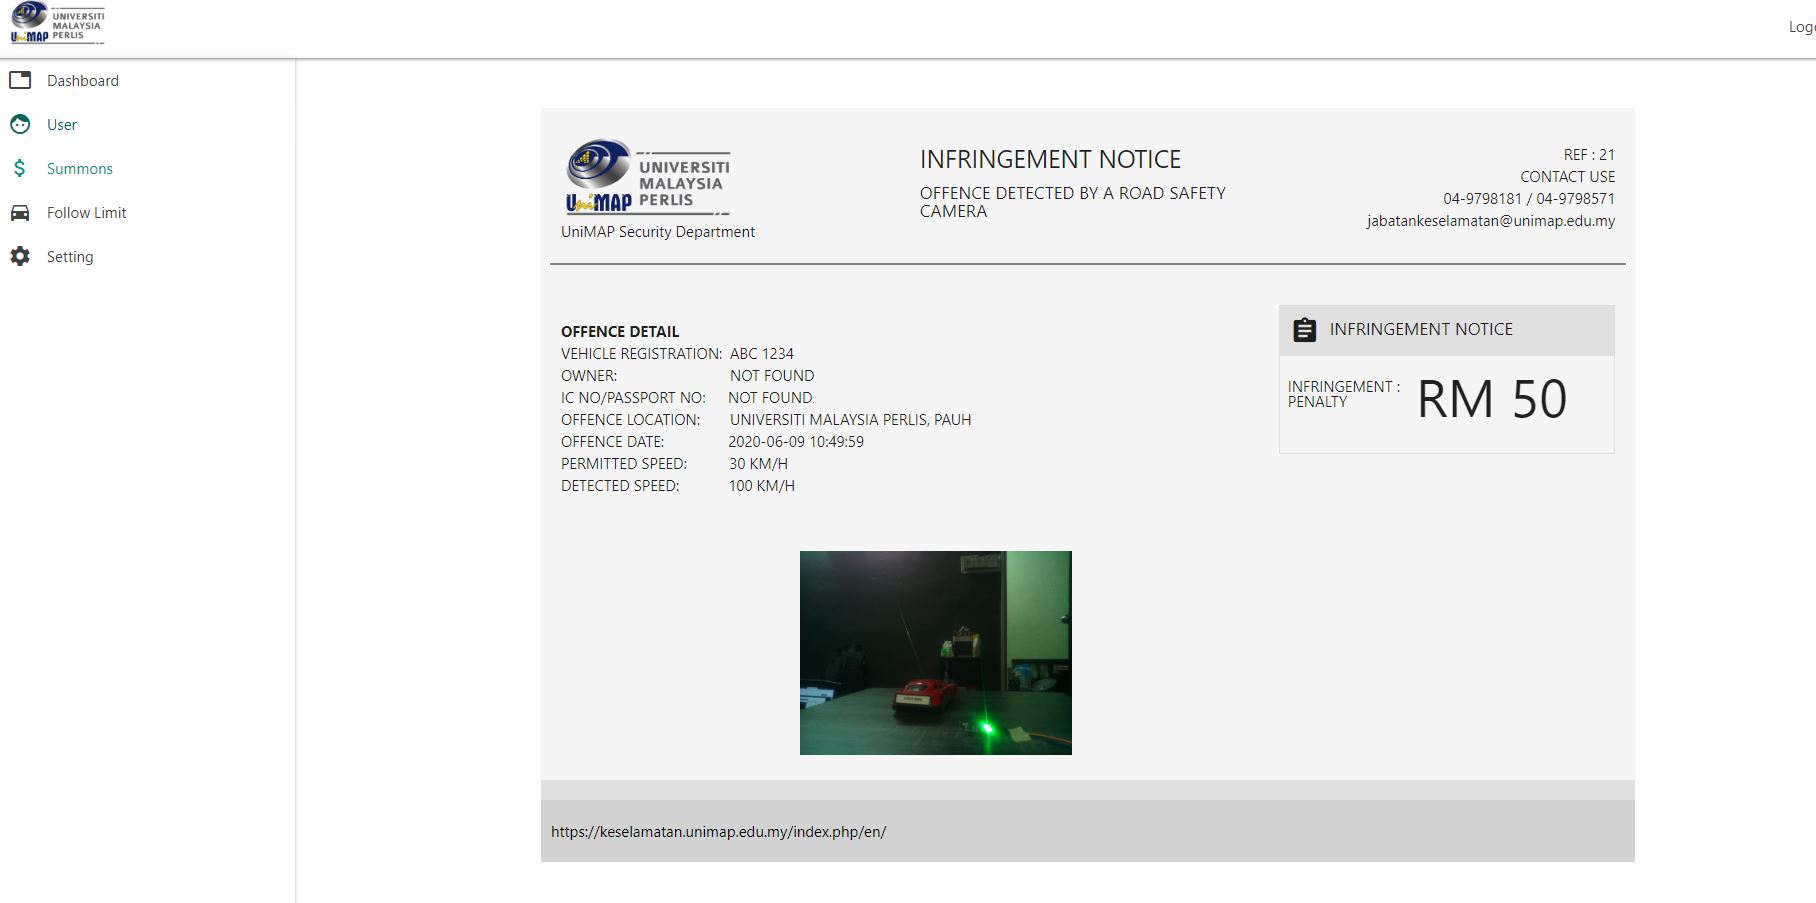 UNIVERSITI
MALAYSIA
UniMAP PERLIS
Dashboard
User
Summons
Follow Limit
Setting
UNIVERSITI
MALAYSIA
UniMAP PERLIS
UniMAP Security Department
INFRINGEMENT NOTICE
OFFENCE DETECTED BY A ROAD SAFETY
CAMERA
REF : 21
CONTACT USE
04-9798181 / 04-9798571
jabatankeselamatan@unimap.edu.my
OFFENCE DETAIL
VEHICLE REGISTRATION: ABC 1234
OWNER: NOT FOUND
IC NO/PASSPORT NO: NOT FOUND
OFFENCE LOCATION: UNIVERSITI MALAYSIA PERLIS, PAUH
OFFENCE DATE: 2020-06-09 10:49:59
PERMITTED SPEED: 30 KM/H
DETECTED SPEED: 100 KM/H
INFRINGEMENT NOTICE
INFRINGEMENT :
PENALTY
RM 50
https://keselamatan.unimap.edu.my/index.php/en/